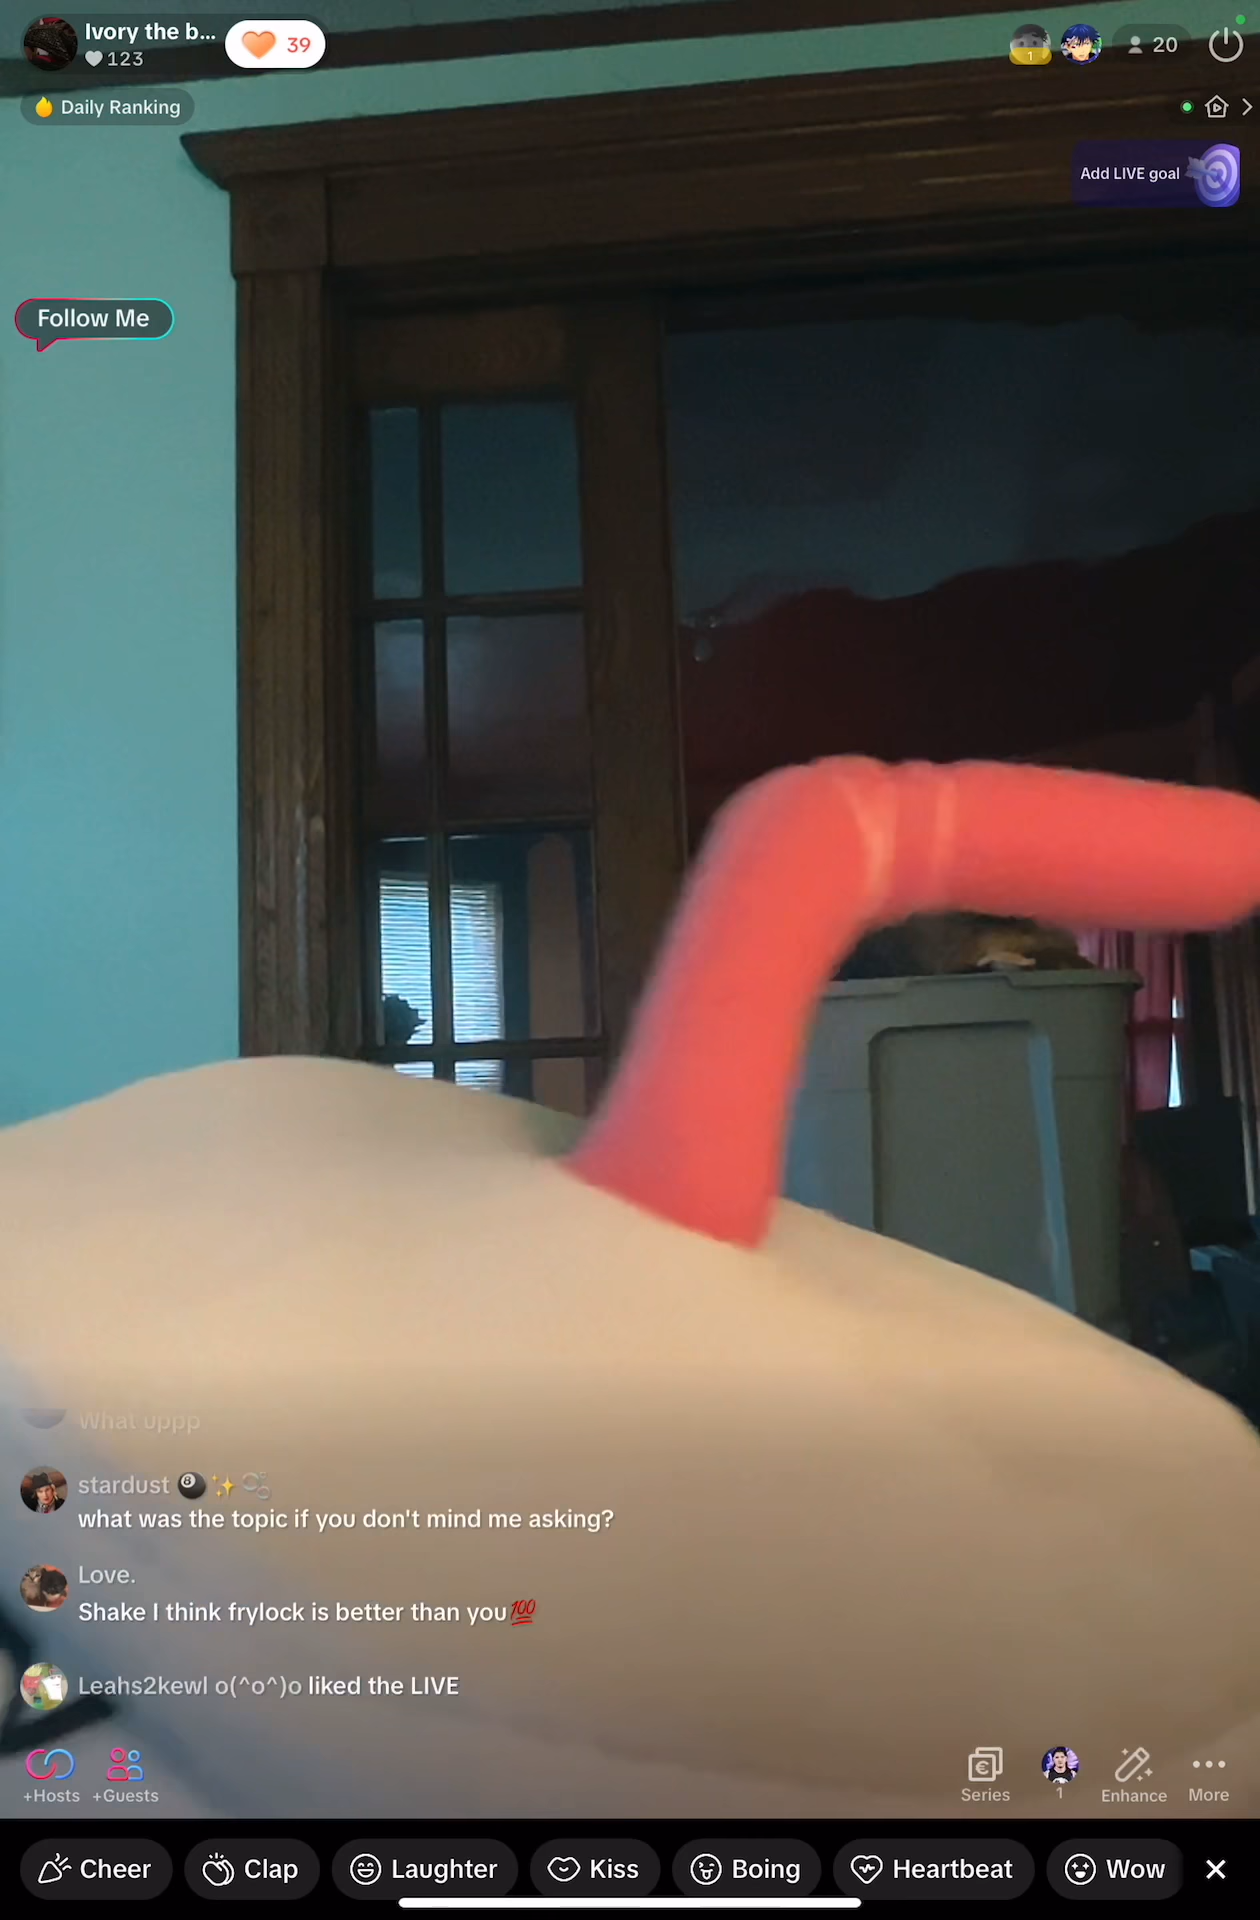 Ivory the b...
123
39
1
20
Daily Ranking
Add LIVE goal
Follow Me
What uppp
stardust 🎱✨🫧
what was the topic if you don't mind me asking?
Love.
Shake I think frylock is better than you💯
Leahs2kewl o(^o^)o liked the LIVE
+Hosts
+Guests
Series
1
Enhance
More
Cheer
Clap
Laughter
Kiss
Boing
Heartbeat
Wow